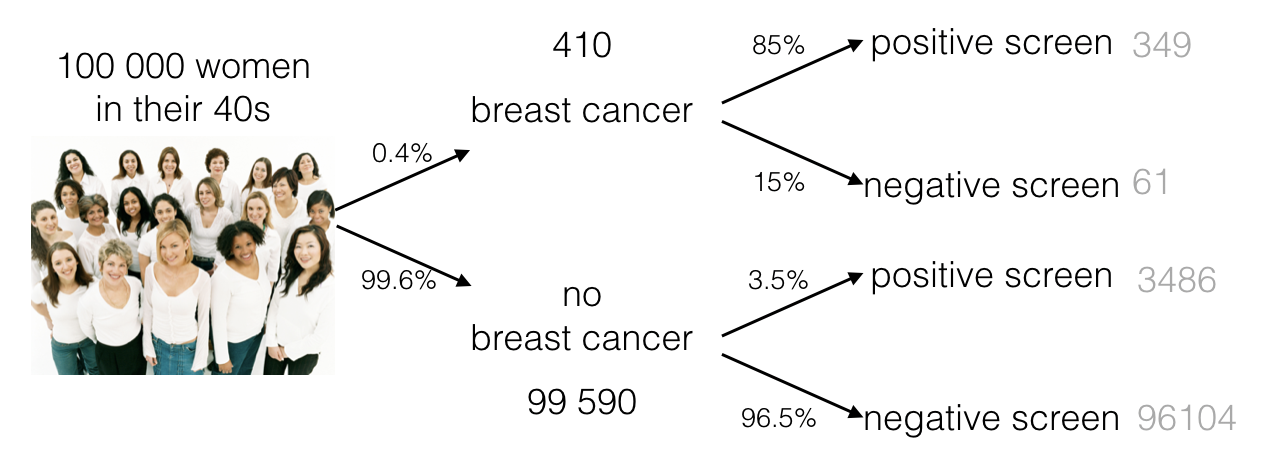 100 000 women
in their 40s
0.4%
99.6%
410
breast cancer
85%
positive screen 349
15%
negative screen 61
no
breast cancer
99 590
3.5%
positive screen 3486
96.5%
negative screen 96104